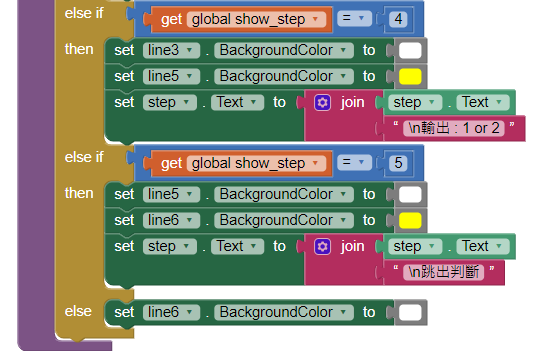 else if get global show_step = 4
then set line3 . BackgroundColor to
set line5 . BackgroundColor to
set step . Text to join step . Text
“ \n輸出 : 1 or 2 ”
else if get global show_step = 5
then set line5 . BackgroundColor to
set line6 . BackgroundColor to
set step . Text to join step . Text
“ \n跳出判斷 ”
else set line6 . BackgroundColor to